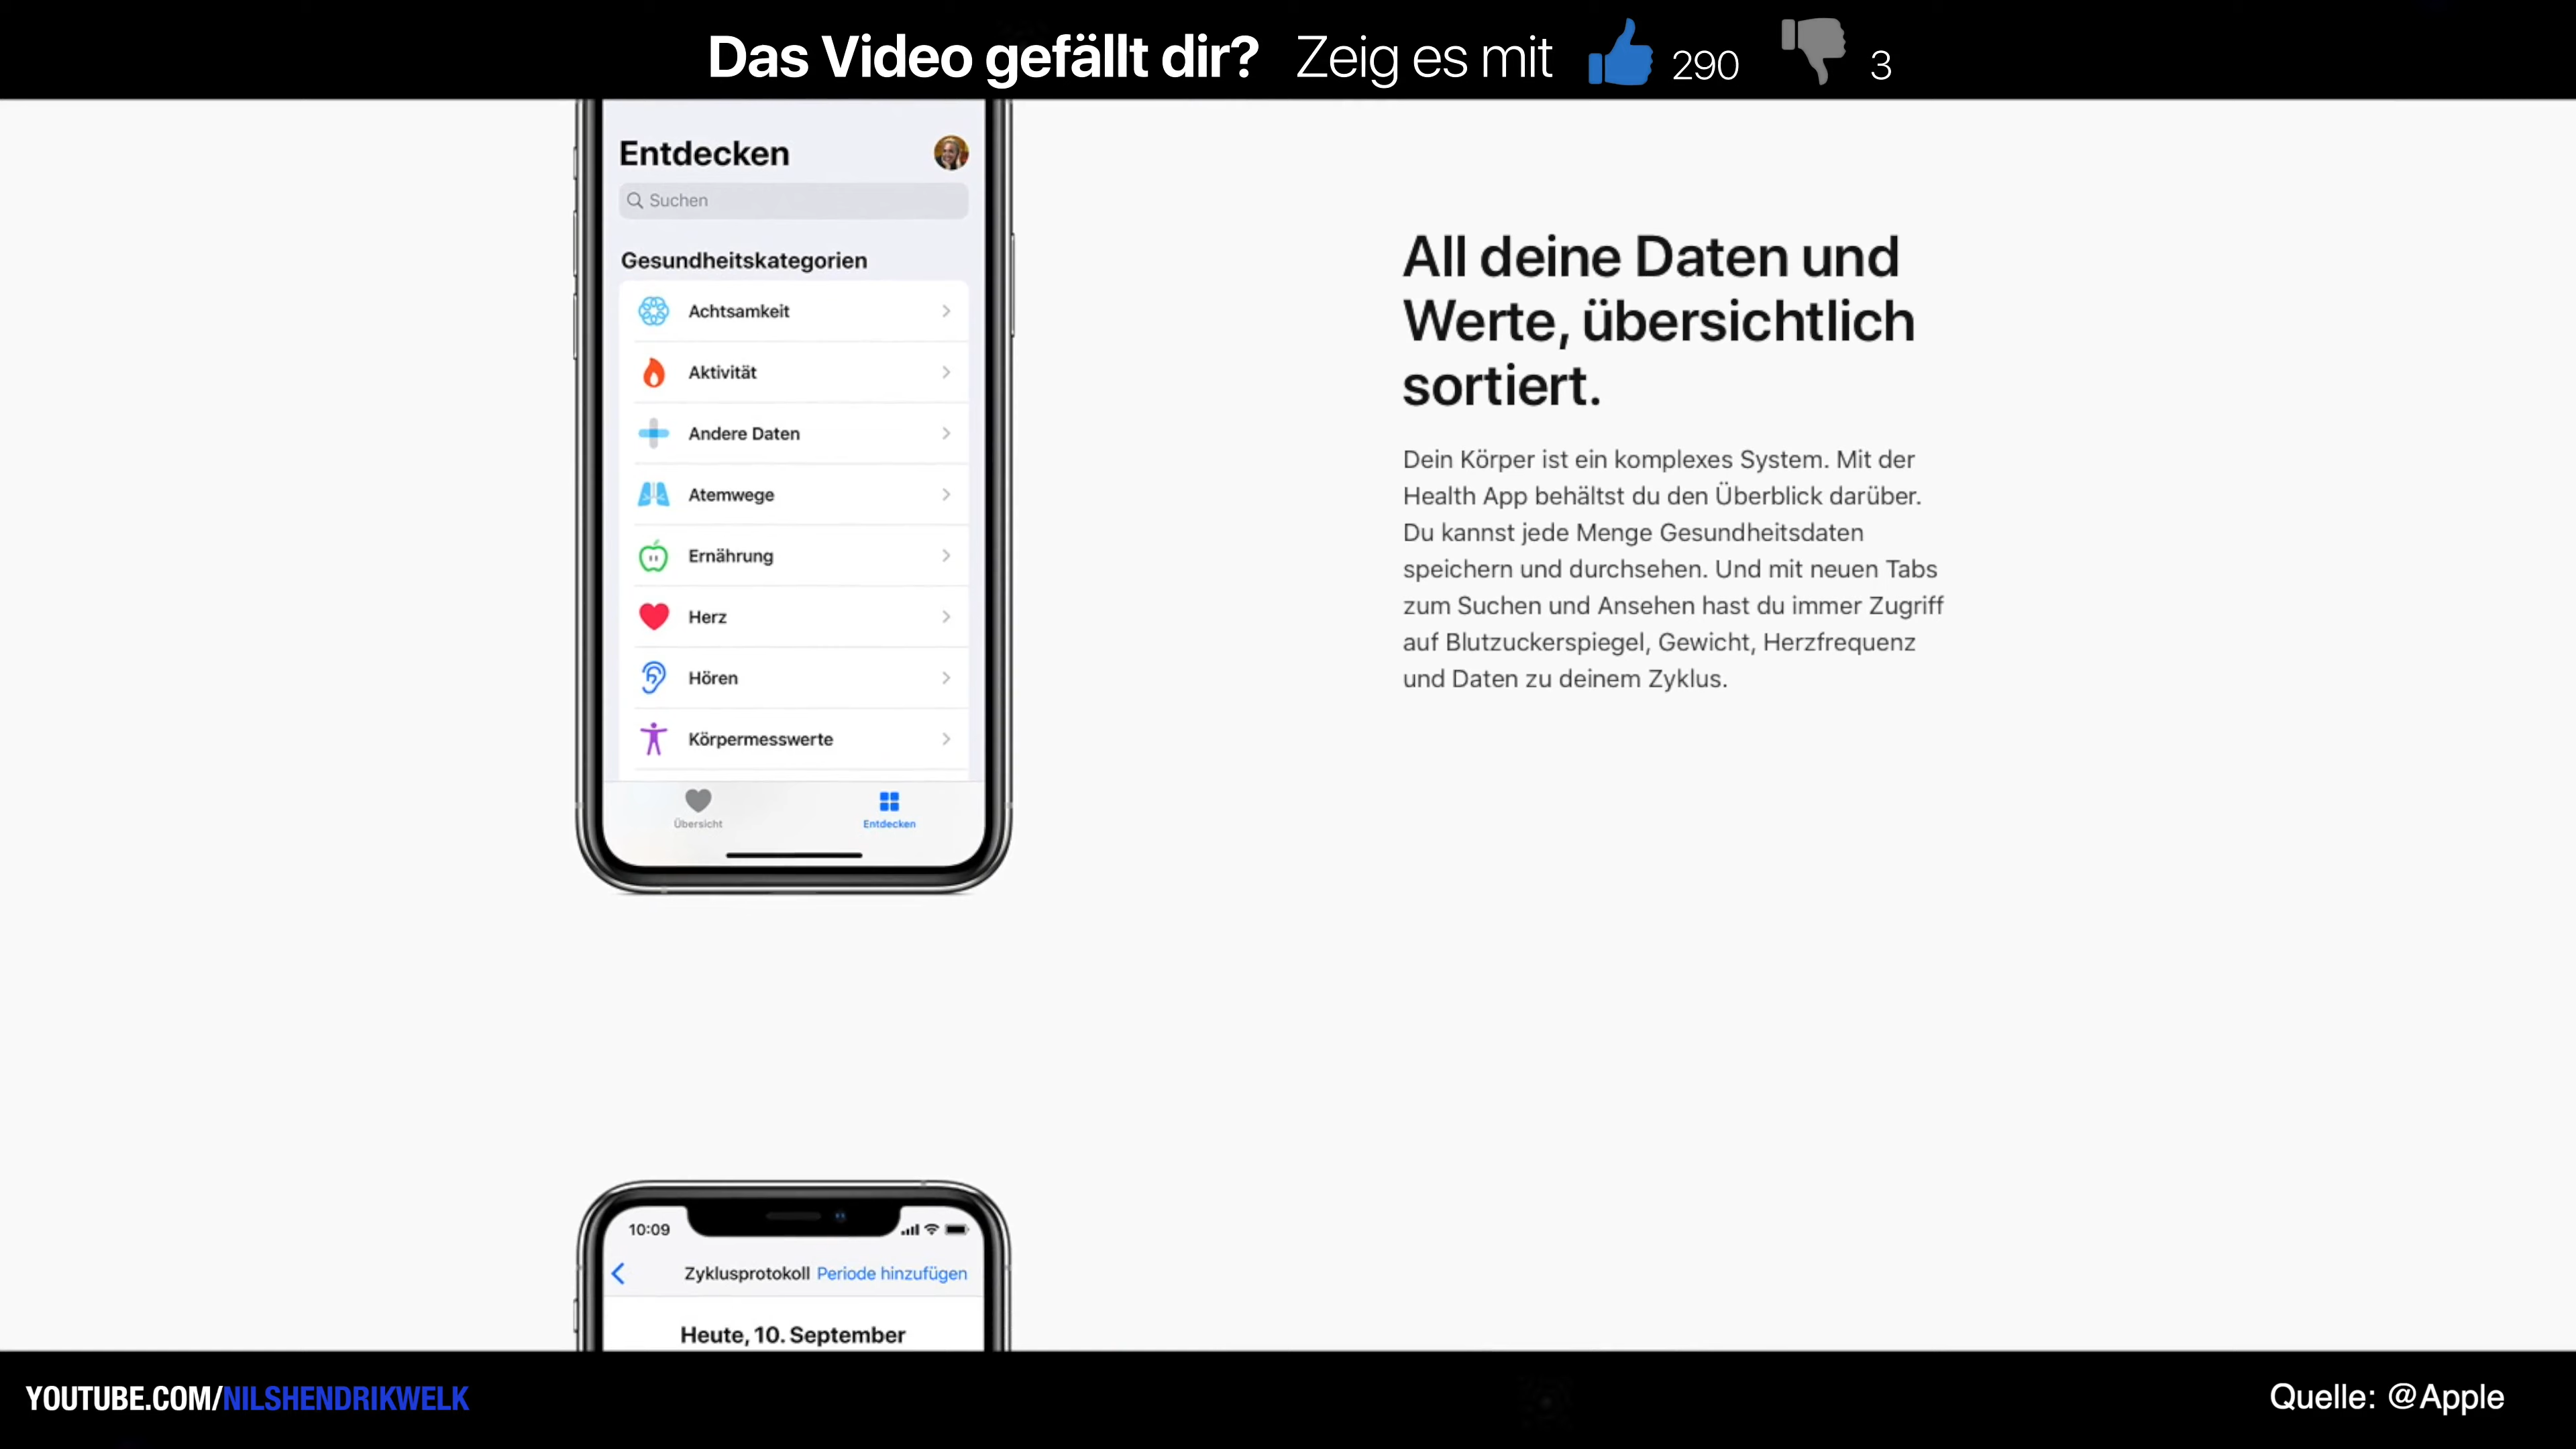 Das Video gefällt dir? Zeig es mit 290 3
Entdecken
Suchen
Gesundheitskategorien
Achtsamkeit
Aktivität
Andere Daten
Atemwege
Ernährung
Herz
Hören
Körpermesswerte
Übersicht Entdecken
All deine Daten und
Werte, übersichtlich
sortiert.
Dein Körper ist ein komplexes System. Mit der
Health App behältst du den Überblick darüber.
Du kannst jede Menge Gesundheitsdaten
speichern und durchsehen. Und mit neuen Tabs
zum Suchen und Ansehen hast du immer Zugriff
auf Blutzuckerspiegel, Gewicht, Herzfrequenz
und Daten zu deinem Zyklus.
10:09
Zyklusprotokoll Periode hinzufügen
Heute, 10. September
YOUTUBE.COM/NILSHENDRIKWELK
Quelle: @Apple